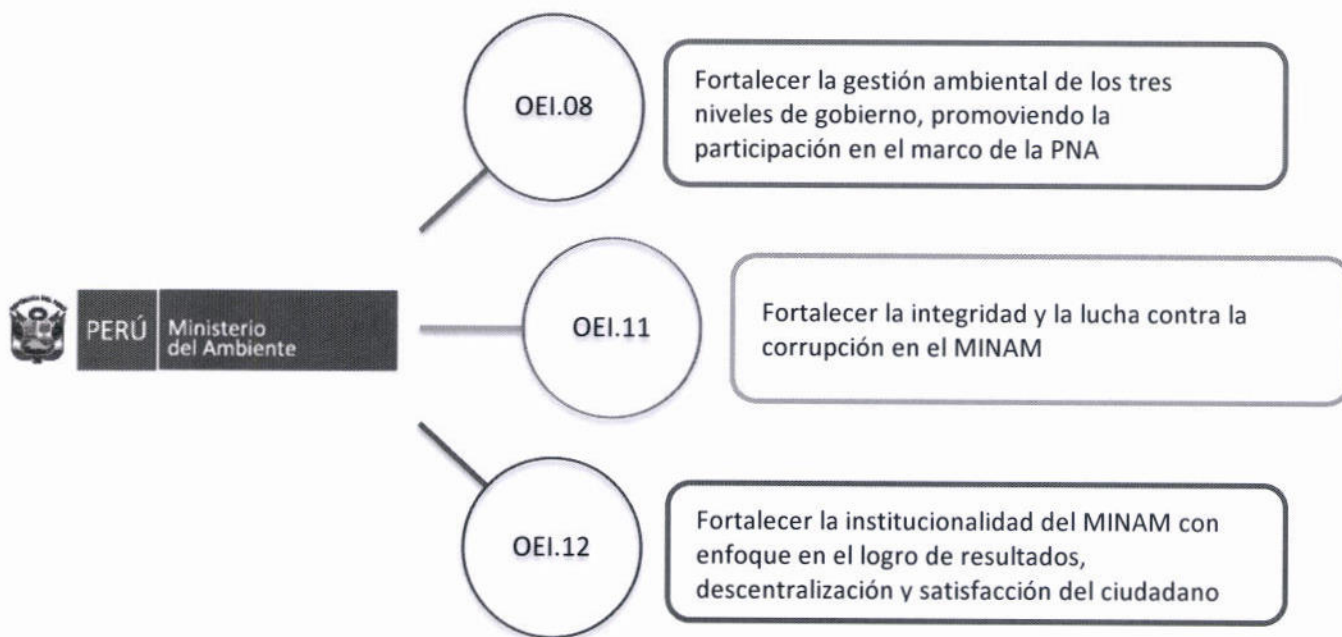 OEI.08
Fortalecer la gestión ambiental de los tres
niveles de gobierno, promoviendo la
participación en el marco de la PNA
PERÚ
Ministerio
del Ambiente
OEI.11
Fortalecer la integridad y la lucha contra la
corrupción en el MINAM
OEI.12
Fortalecer la institucionalidad del MINAM con
enfoque en el logro de resultados,
descentralización y satisfacción del ciudadano